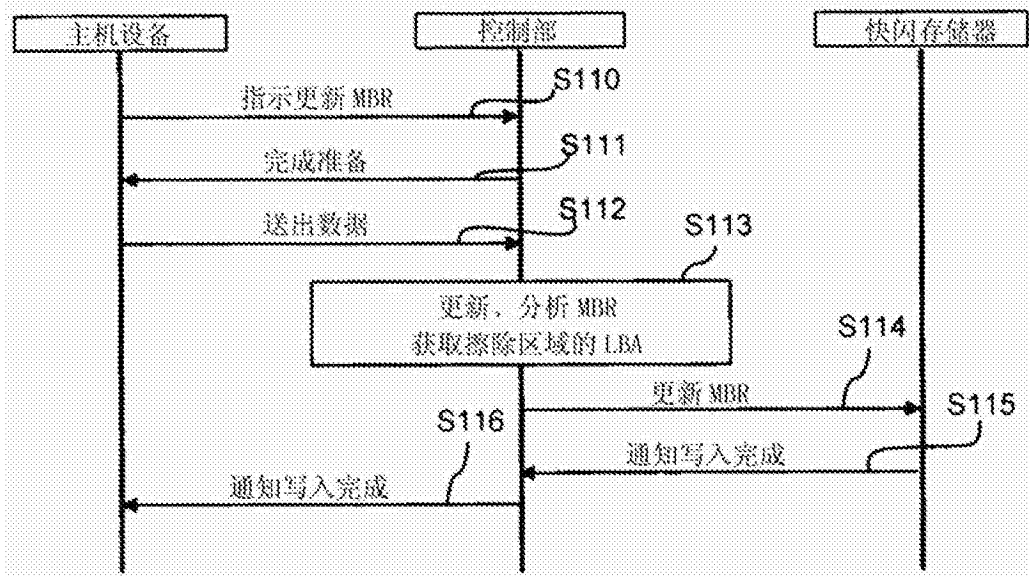 主机设备
控制部
快闪存储器
指示更新 MBR
S110
完成准备
S111
送出数据
S112
S113
更新、分析 MBR
获取擦除区域的 LBA
S114
更新 MBR
S115
S116
通知写入完成
通知写入完成